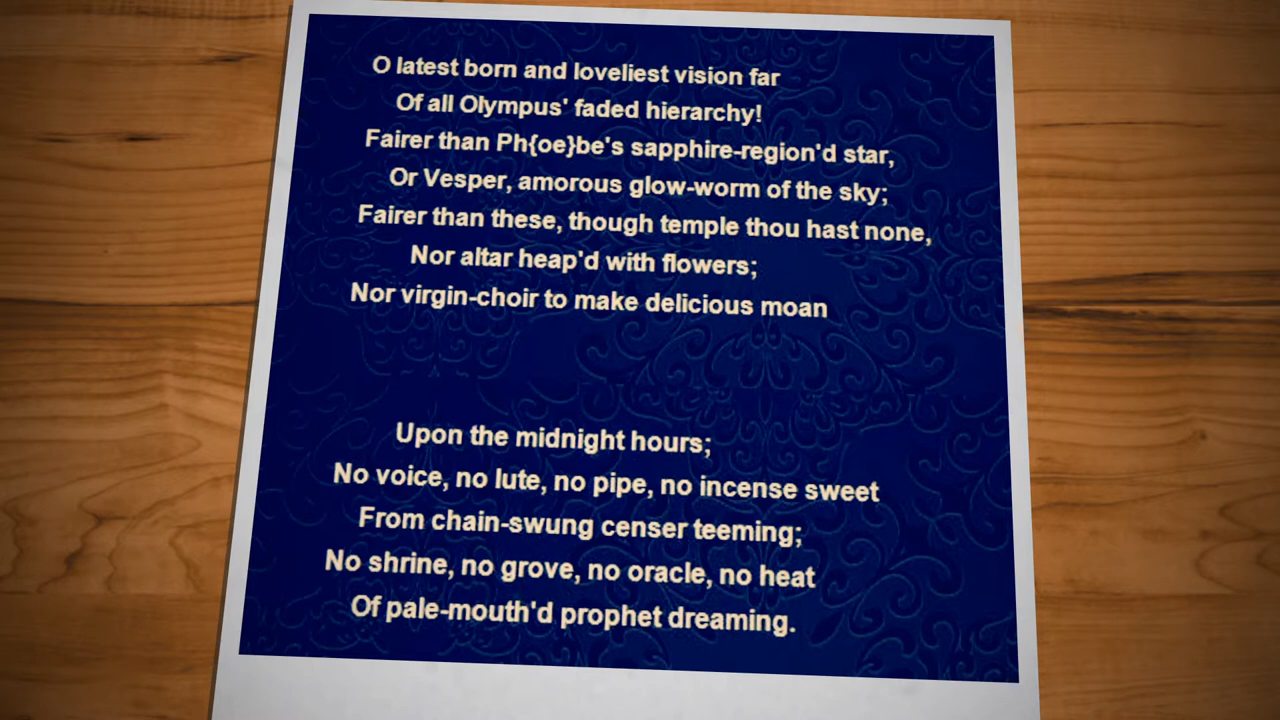 O latest born and loveliest vision far
Of all Olympus' faded hierarchy!
Fairer than Ph{oe}be's sapphire-region'd star,
Or Vesper, amorous glow-worm of the sky;
Fairer than these, though temple thou hast none,
Nor altar heap'd with flowers;
Nor virgin-choir to make delicious moan
Upon the midnight hours;
No voice, no lute, no pipe, no incense sweet
From chain-swung censer teeming;
No shrine, no grove, no oracle, no heat
Of pale-mouth'd prophet dreaming.